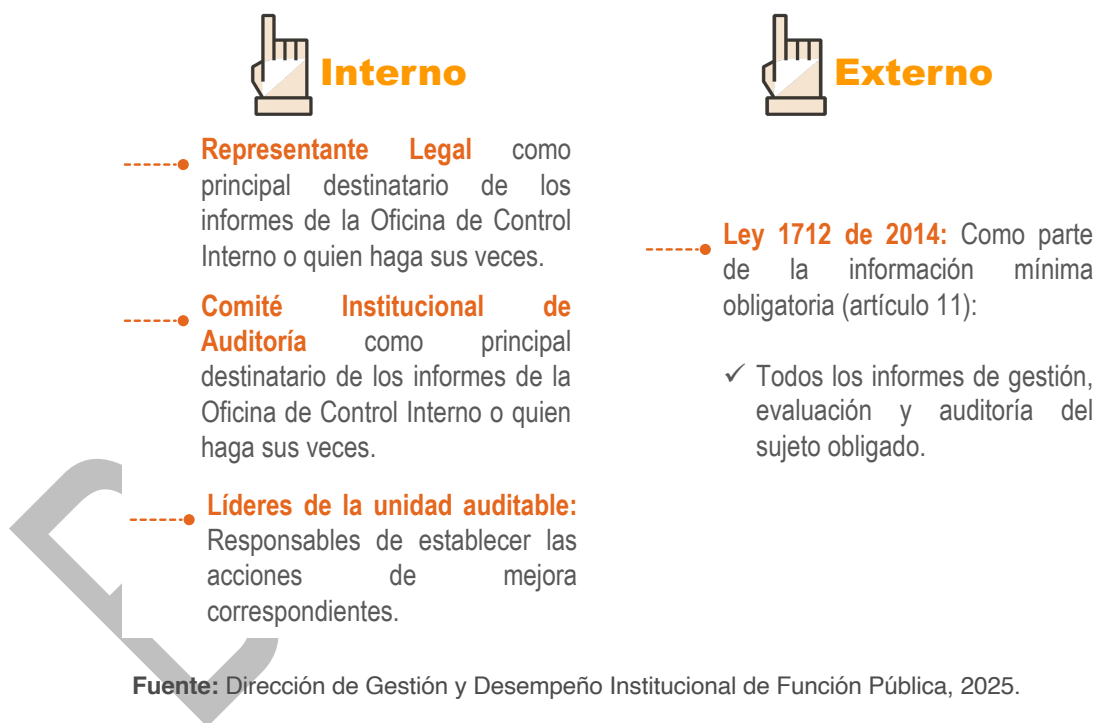 Interno
Representante Legal como
principal destinatario de los
informes de la Oficina de Control
Interno o quien haga sus veces.
Comité Institucional de
Auditoría como principal
destinatario de los informes de la
Oficina de Control Interno o quien
haga sus veces.
Líderes de la unidad auditable:
Responsables de establecer las
acciones de mejora
correspondientes.
Externo
Ley 1712 de 2014: Como parte
de la información mínima
obligatoria (artículo 11):
✓ Todos los informes de gestión,
evaluación y auditoría del
sujeto obligado.
Fuente: Dirección de Gestión y Desempeño Institucional de Función Pública, 2025.